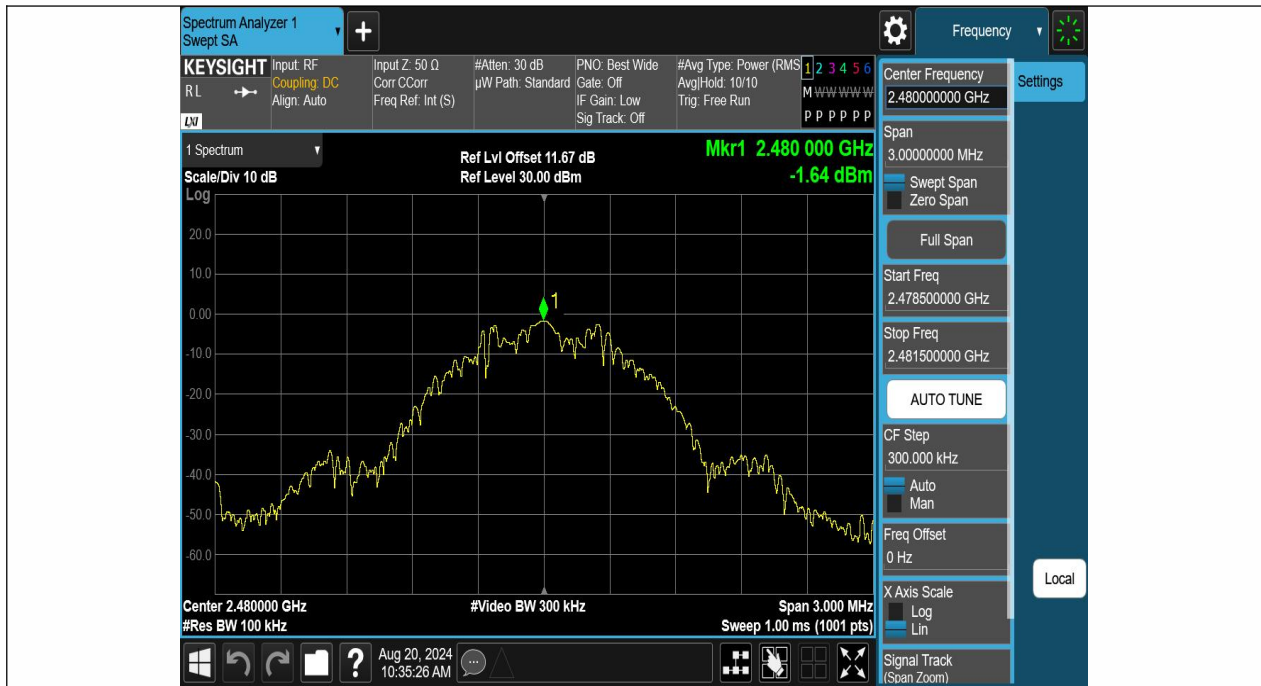 Spectrum Analyzer 1
Swept SA
+
Frequency
KEYSIGHT
RL
LXI
Input: RF
Coupling: DC
Align: Auto
Input Z: 50 Ω
Corr CCorr
Freq Ref: Int (S)
#Atten: 30 dB
µW Path: Standard
PNO: Best Wide
Gate: Off
IF Gain: Low
Sig Track: Off
#Avg Type: Power (RMS
Avg|Hold: 10/10
Trig: Free Run
1 2 3 4 5 6
M W W W W W
P P P P P P
1 Spectrum
Scale/Div 10 dB
Log
Ref Lvl Offset 11.67 dB
Ref Level 30.00 dBm
Mkr1 2.480 000 GHz
-1.64 dBm
20.0
10.0
0.00
-10.0
-20.0
-30.0
-40.0
-50.0
-60.0
1
Center 2.480000 GHz
#Res BW 100 kHz
#Video BW 300 kHz
Span 3.000 MHz
Sweep 1.00 ms (1001 pts)
?
Aug 20, 2024
10:35:26 AM
Center Frequency
2.480000000 GHz
Settings
Span
3.00000000 MHz
Swept Span
Zero Span
Full Span
Start Freq
2.478500000 GHz
Stop Freq
2.481500000 GHz
AUTO TUNE
CF Step
300.000 kHz
Auto
Man
Freq Offset
0 Hz
X Axis Scale
Log
Lin
Signal Track
(Span Zoom)
Local